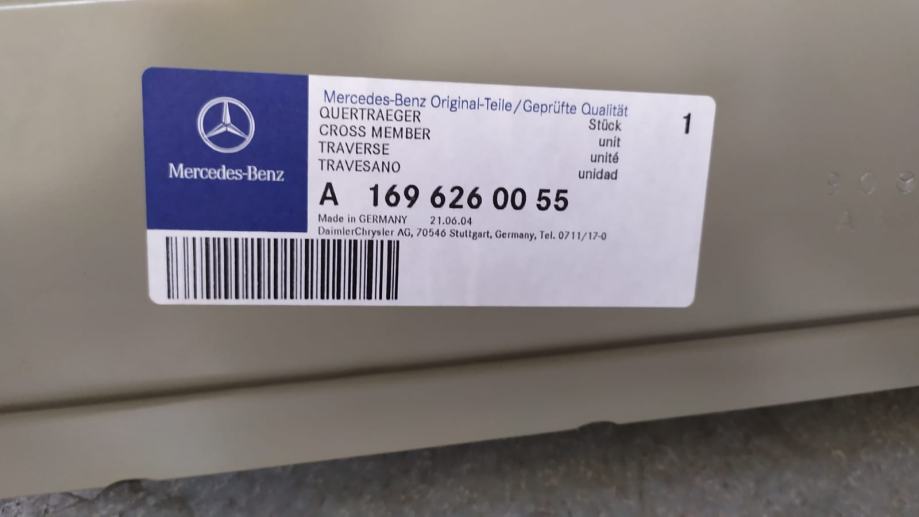 Mercedes-Benz
Mercedes-Benz Original-Teile/Geprüfte Qualität
QUERTRAEGER Stück 1
CROSS MEMBER unit
TRAVERSE unité
TRAVESANO unidad
A 169 626 00 55
Made in GERMANY 21.06.04
DaimlerChrysler AG, 70546 Stuttgart, Germany, Tel. 0711/17-0